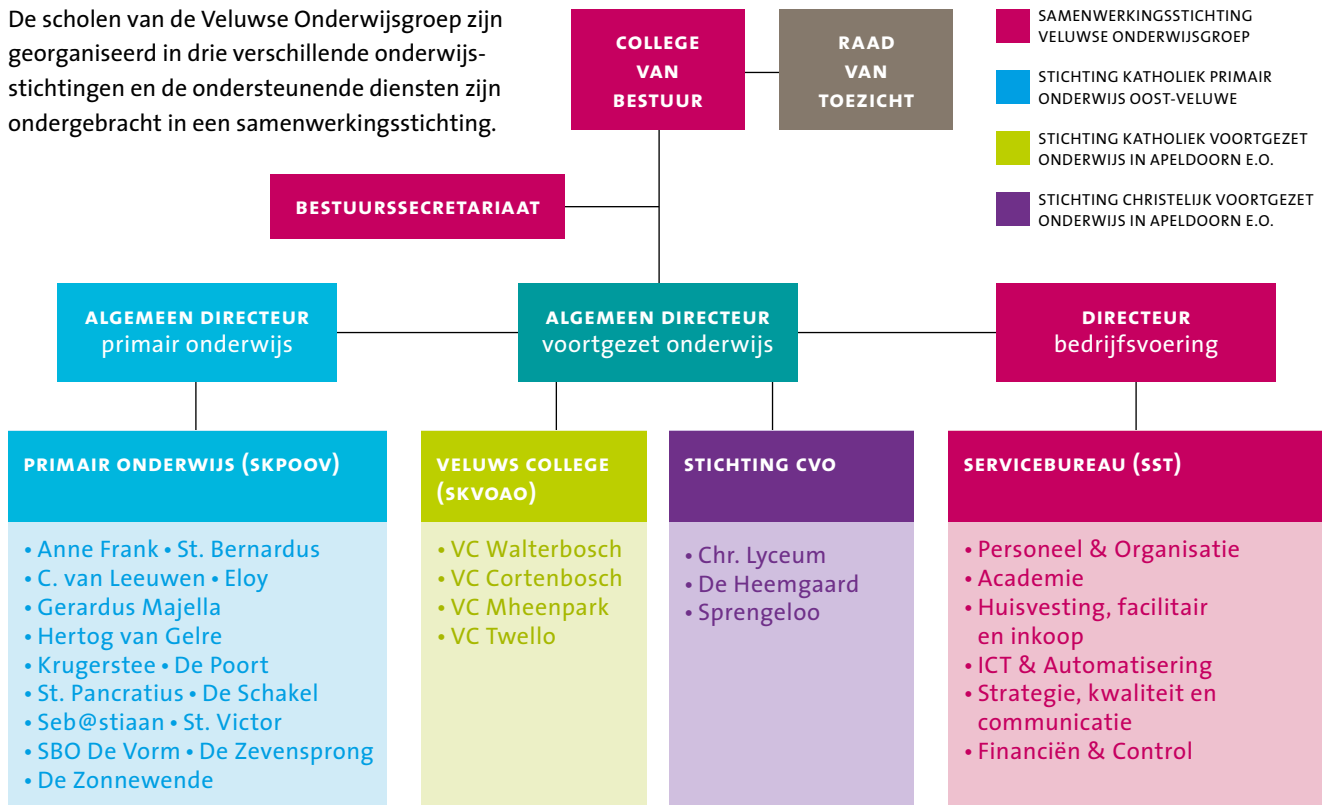 De scholen van de Veluwse Onderwijsgroep zijn
georganiseerd in drie verschillende onderwijs-
stichtingen en de ondersteunende diensten zijn
ondergebracht in een samenwerkingsstichting.
COLLEGE
VAN
BESTUUR
RAAD
VAN
TOEZICHT
SAMENWERKINGSSTICHTING
VELUWSE ONDERWIJSGROEP
STICHTING KATHOLIEK PRIMAIR
ONDERWIJS OOST-VELUWE
STICHTING KATHOLIEK VOORTGEZET
ONDERWIJS IN APELDOORN E.O.
STICHTING CHRISTELIJK VOORTGEZET
ONDERWIJS IN APELDOORN E.O.
BESTUURSSECRETARIAAT
ALGEMEEN DIRECTEUR
primair onderwijs
ALGEMEEN DIRECTEUR
voortgezet onderwijs
DIRECTEUR
bedrijfsvoering
PRIMAIR ONDERWIJS (SKPOOV)
• Anne Frank • St. Bernardus
• C. van Leeuwen • Eloy
• Gerardus Majella
• Hertog van Gelre
• Krugerstee • De Poort
• St. Pancratius • De Schakel
• Seb@stiaan • St. Victor
• SBO De Vorm • De Zevensprong
• De Zonnewende
VELUWS COLLEGE
(SKVOAO)
• VC Walterbosch
• VC Cortenbosch
• VC Mheenpark
• VC Twello
STICHTING CVO
• Chr. Lyceum
• De Heemgaard
• Sprengeloo
SERVICEBUREAU (SST)
• Personeel & Organisatie
• Academie
• Huisvesting, facilitair
en inkoop
• ICT & Automatisering
• Strategie, kwaliteit en
communicatie
• Financiën & Control